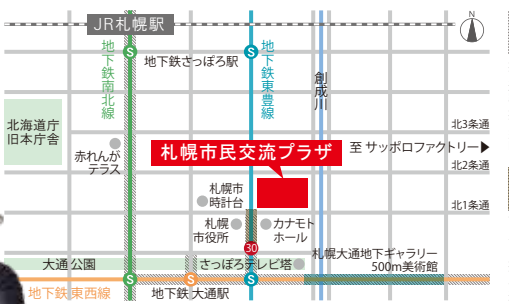 JR札幌駅
N
地下鉄南北線
S
地下鉄さっぽろ駅
S
地下鉄東豊線
創成川
北3条通
北海道庁
旧本庁舎
赤れんが
テラス
札幌市民交流プラザ
至 サッポロファクトリー▶
北2条通
札幌市
時計台
北1条通
札幌
市役所
カナモト
ホール
30
大通公園
さっぽろテレビ塔
札幌大通地下ギャラリー
500m美術館
S
S
S
地下鉄東西線
地下鉄大通駅